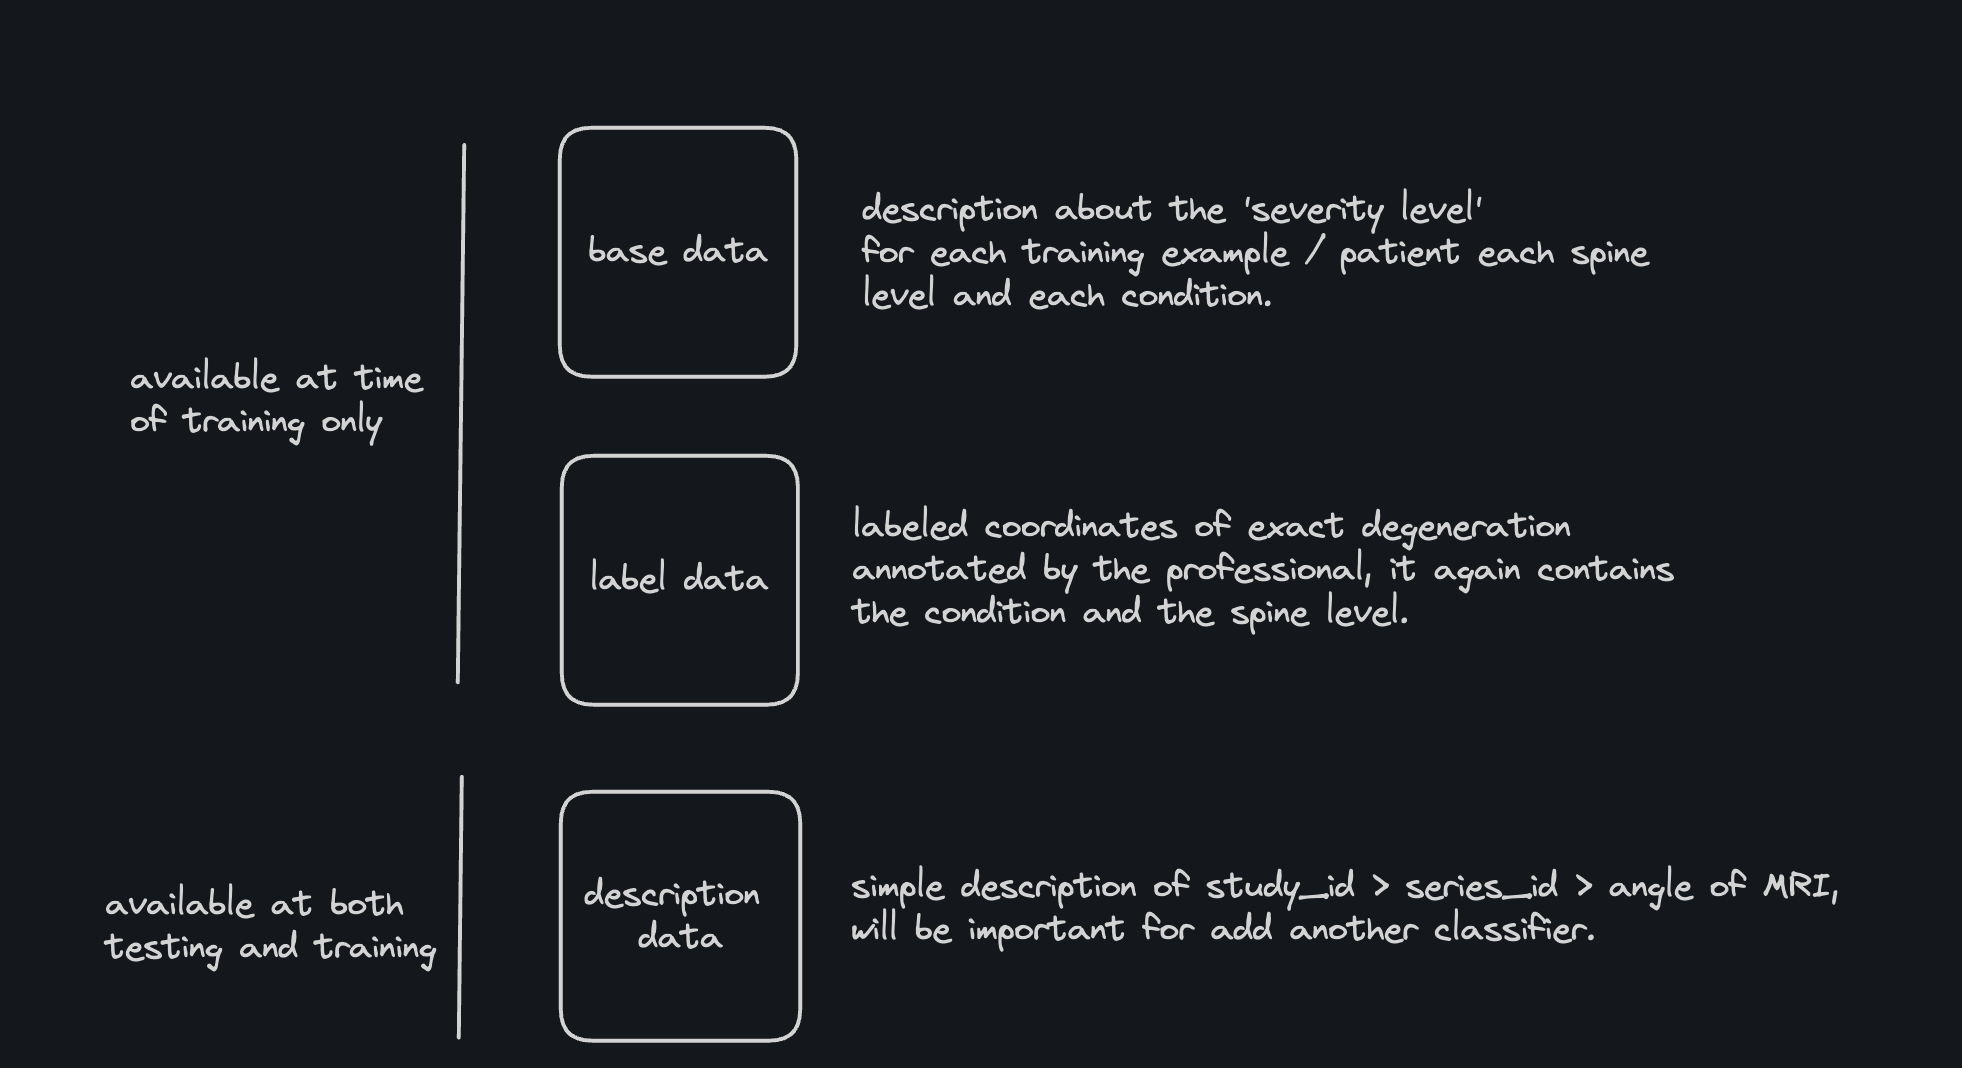 base data
description about the 'severity level'
for each training example / patient each spine
level and each condition.
available at time
of training only
label data
labeled coordinates of exact degeneration
annotated by the professional, it again contains
the condition and the spine level.
available at both
testing and training
description
data
simple description of study_id > series_id > angle of MRI,
will be important for add another classifier.